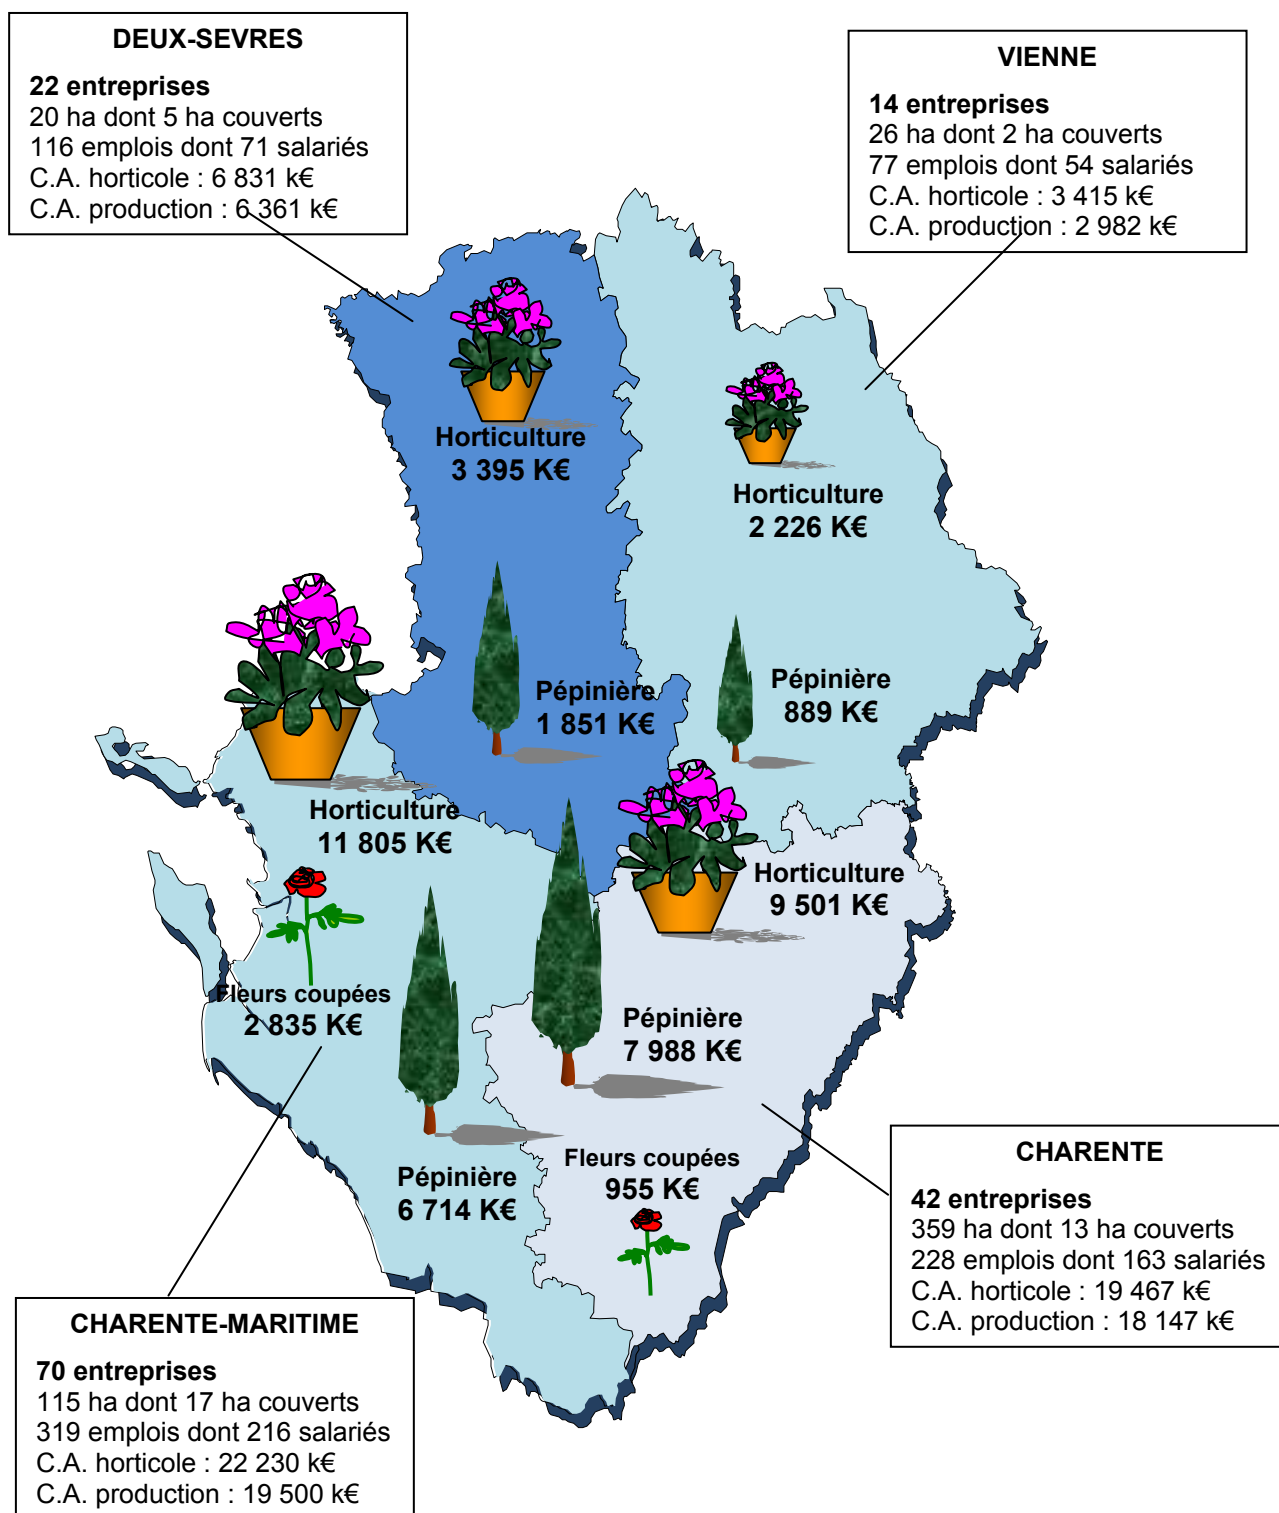 DEUX-SEVRES
22 entreprises
20 ha dont 5 ha couverts
116 emplois dont 71 salariés
C.A. horticole : 6 831 k€
C.A. production : 6 361 k€
VIENNE
14 entreprises
26 ha dont 2 ha couverts
77 emplois dont 54 salariés
C.A. horticole : 3 415 k€
C.A. production : 2 982 k€
Horticulture
3 395 K€
Horticulture
2 226 K€
Pépinière
1 851 K€
Pépinière
889 K€
Horticulture
11 805 K€
Horticulture
9 501 K€
Fleurs coupées
2 835 K€
Pépinière
7 988 K€
Pépinière
6 714 K€
Fleurs coupées
955 K€
CHARENTE
42 entreprises
359 ha dont 13 ha couverts
228 emplois dont 163 salariés
C.A. horticole : 19 467 k€
C.A. production : 18 147 k€
CHARENTE-MARITIME
70 entreprises
115 ha dont 17 ha couverts
319 emplois dont 216 salariés
C.A. horticole : 22 230 k€
C.A. production : 19 500 k€